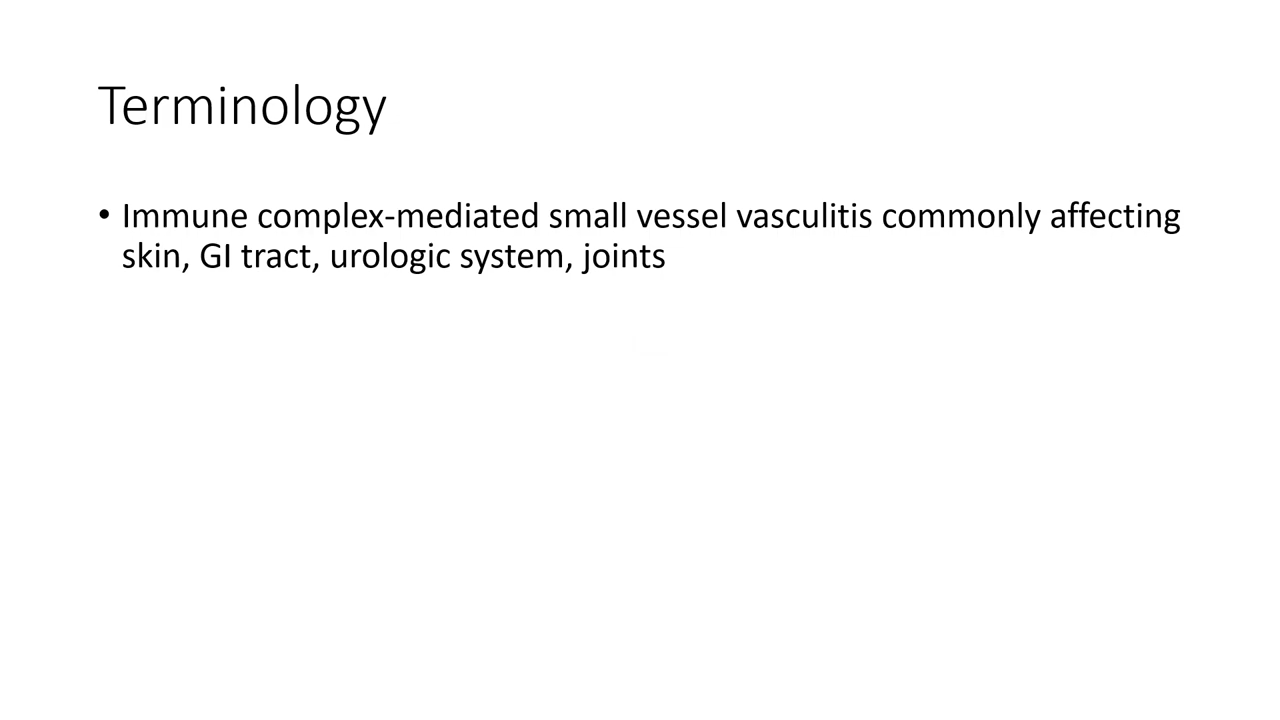 Terminology
• Immune complex-mediated small vessel vasculitis commonly affecting
skin, GI tract, urologic system, joints